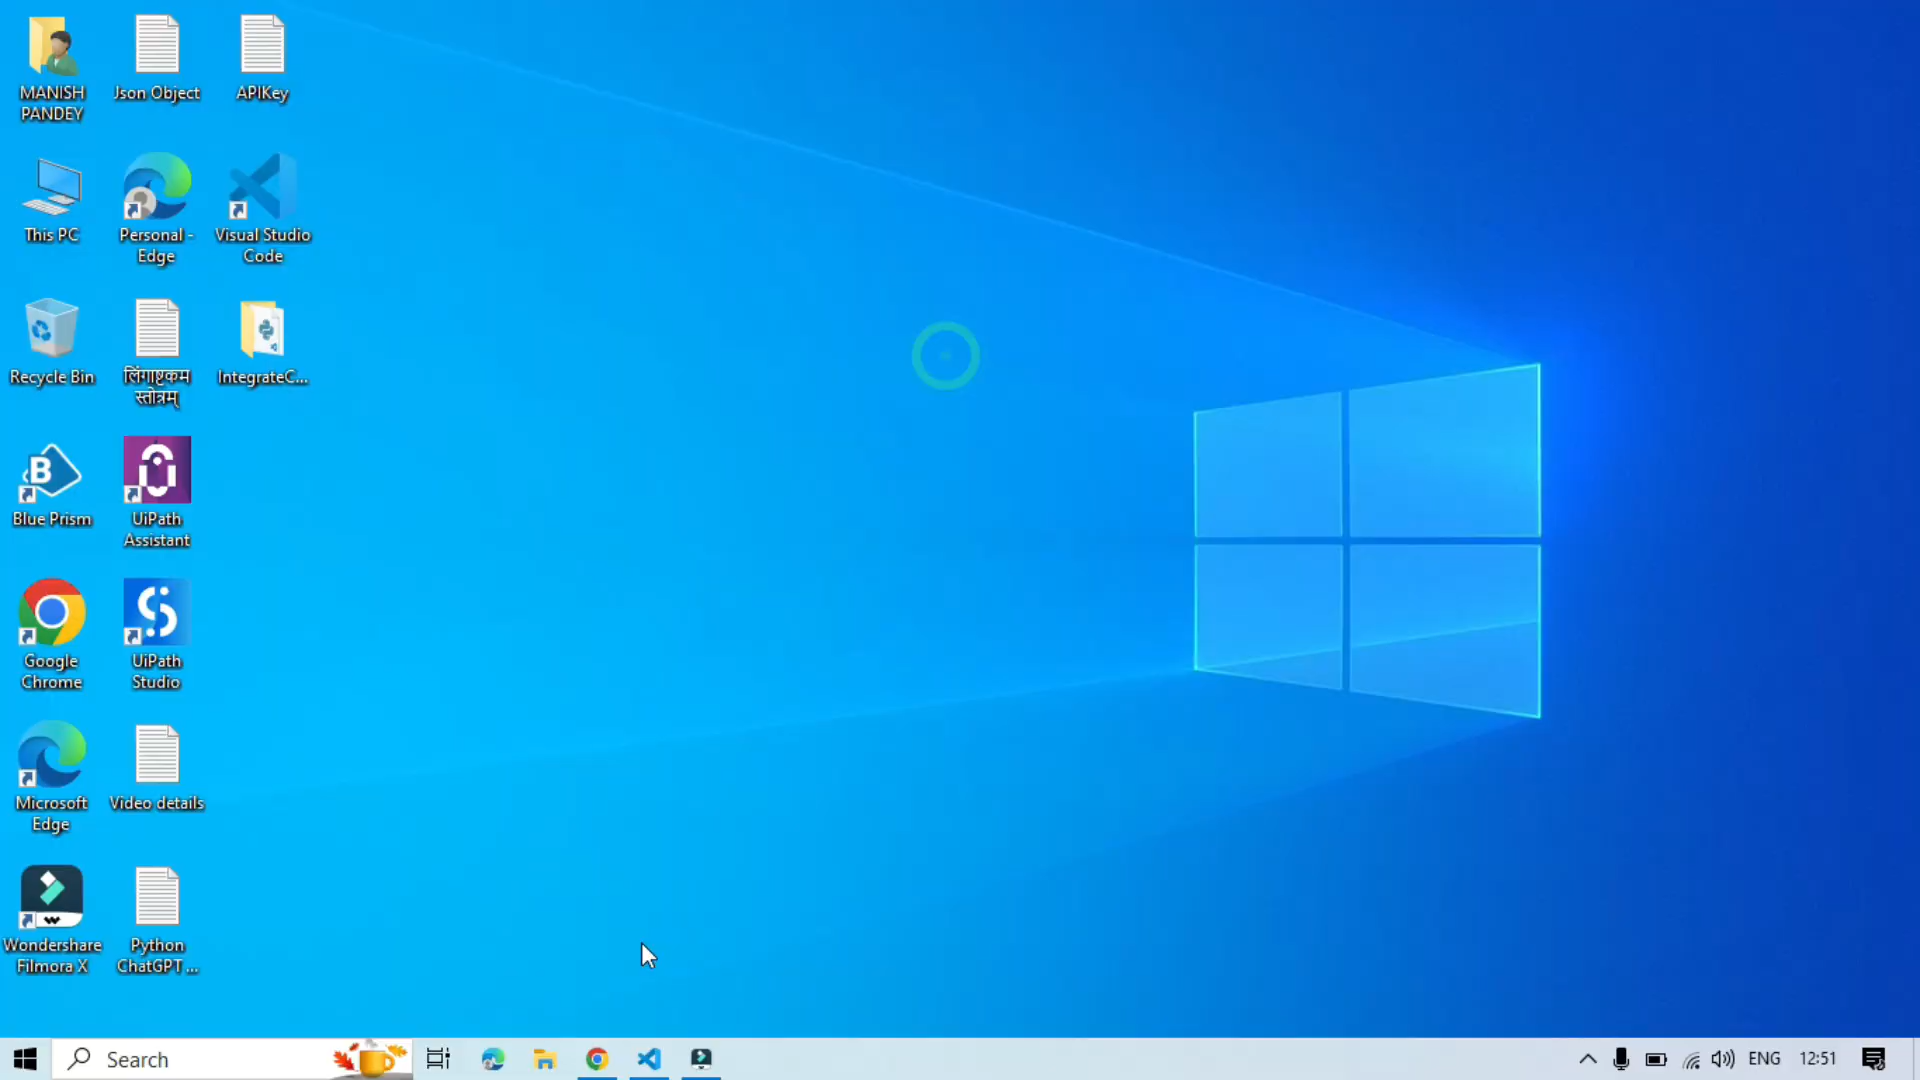 MANISH
PANDEY
Json Object
APIKey
This PC
Personal -
Edge
Visual Studio
Code
Recycle Bin
लिंगाष्टकम
स्तोत्रम्
IntegrateC...
Blue Prism
UiPath
Assistant
Google
Chrome
UiPath
Studio
Microsoft
Edge
Video details
Wondershare
Filmora X
Python
ChatGPT ...
Search
ENG
12:51